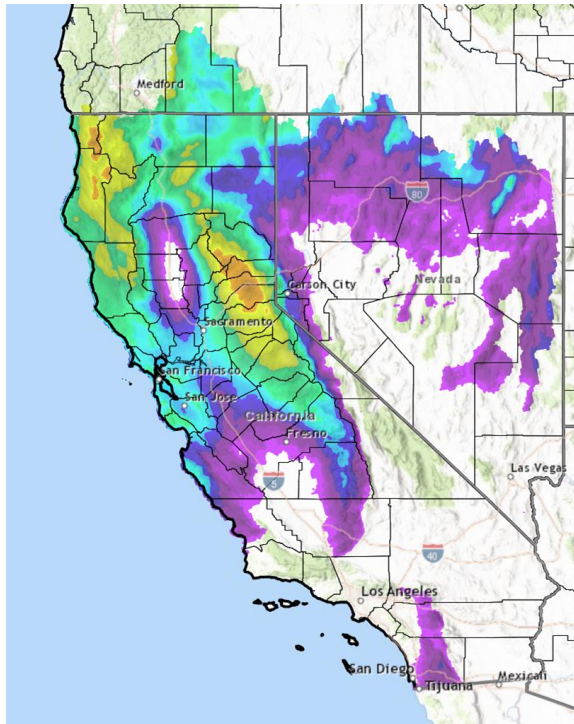 Medford
80
Carson City
Nevada
Sacramento
San Francisco
San Jose
California
Fresno
5
Las Vegas
40
Los Angeles
San Diego
Tijuana
Mexicali